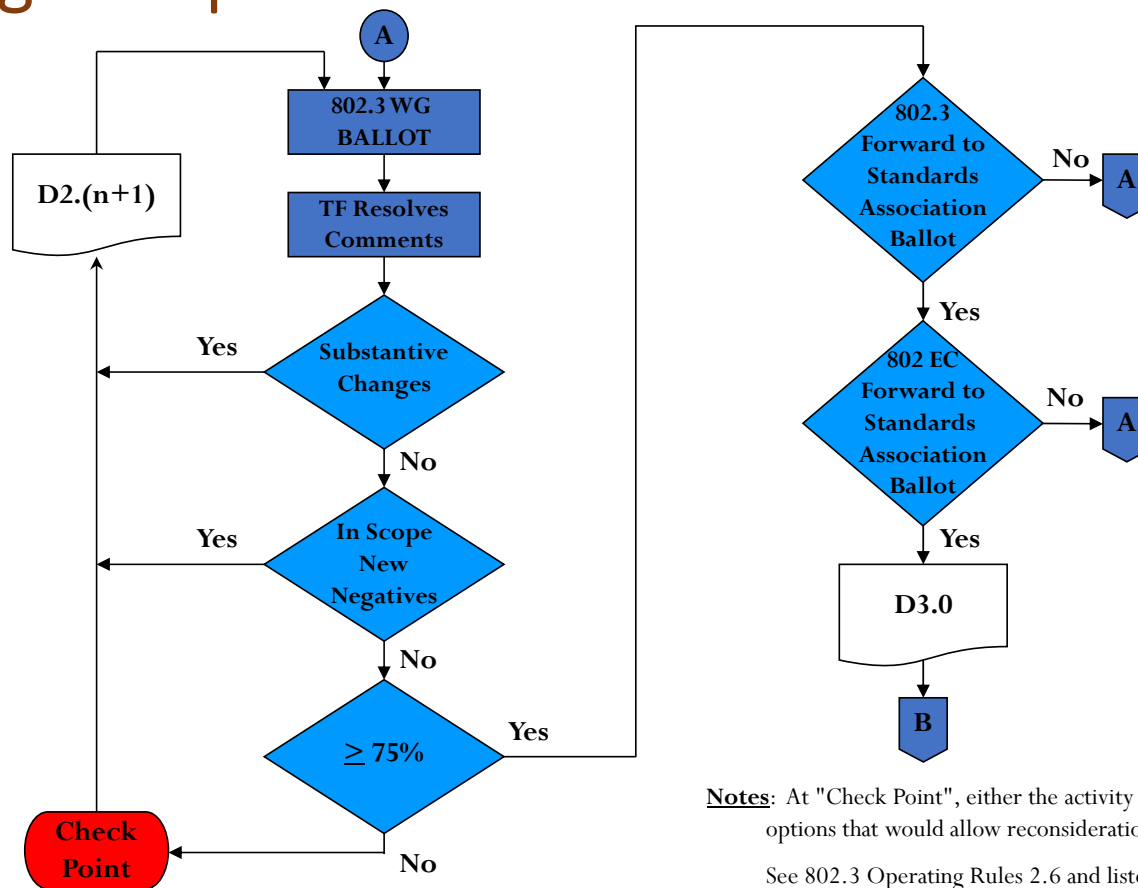 A
802.3 WG
BALLOT
D2.(n+1)
TF Resolves
Comments
Yes
Substantive
Changes
No
Yes
In Scope
New
Negatives
No
≥ 75%
Yes
No
Check
Point
802.3
Forward to
Standards
Association
Ballot
No
A
Yes
802 EC
Forward to
Standards
Association
Ballot
No
A
Yes
D3.0
B
Notes: At "Check Point", either the activity
options that would allow
See 802.3 Operating Rules 2.6 and